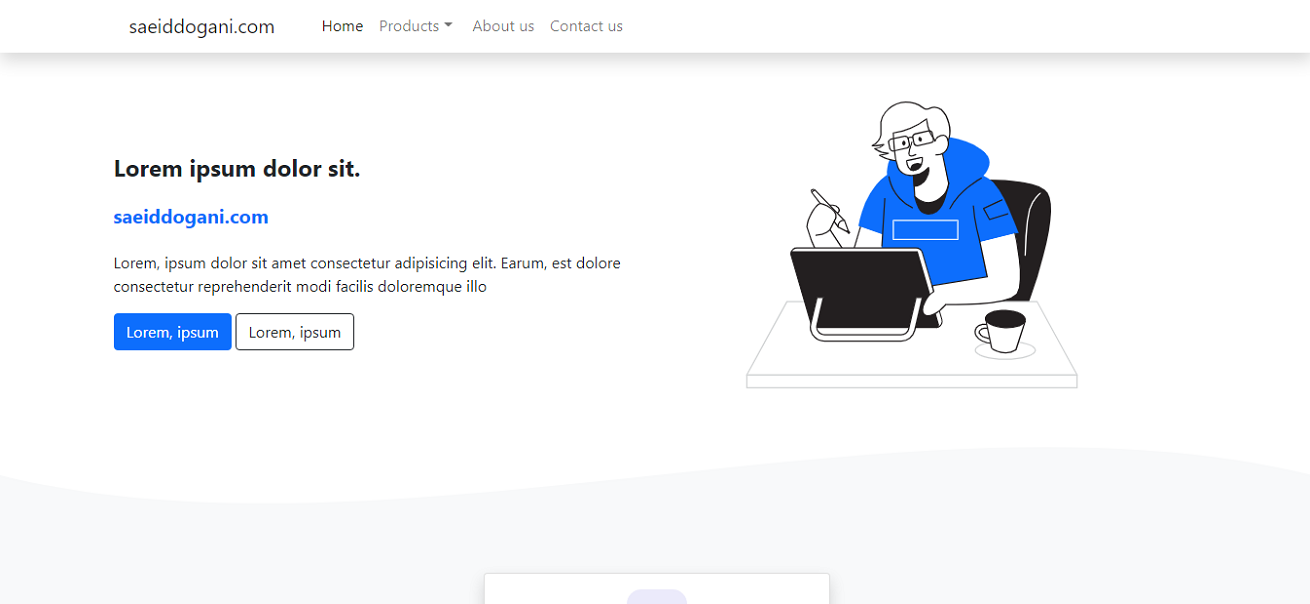 saeiddogani.com Home Products About us Contact us
Lorem ipsum dolor sit.
saeiddogani.com
Lorem, ipsum dolor sit amet consectetur adipisicing elit. Earum, est dolore
consectetur reprehenderit modi facilis doloremque illo
Lorem, ipsum Lorem, ipsum